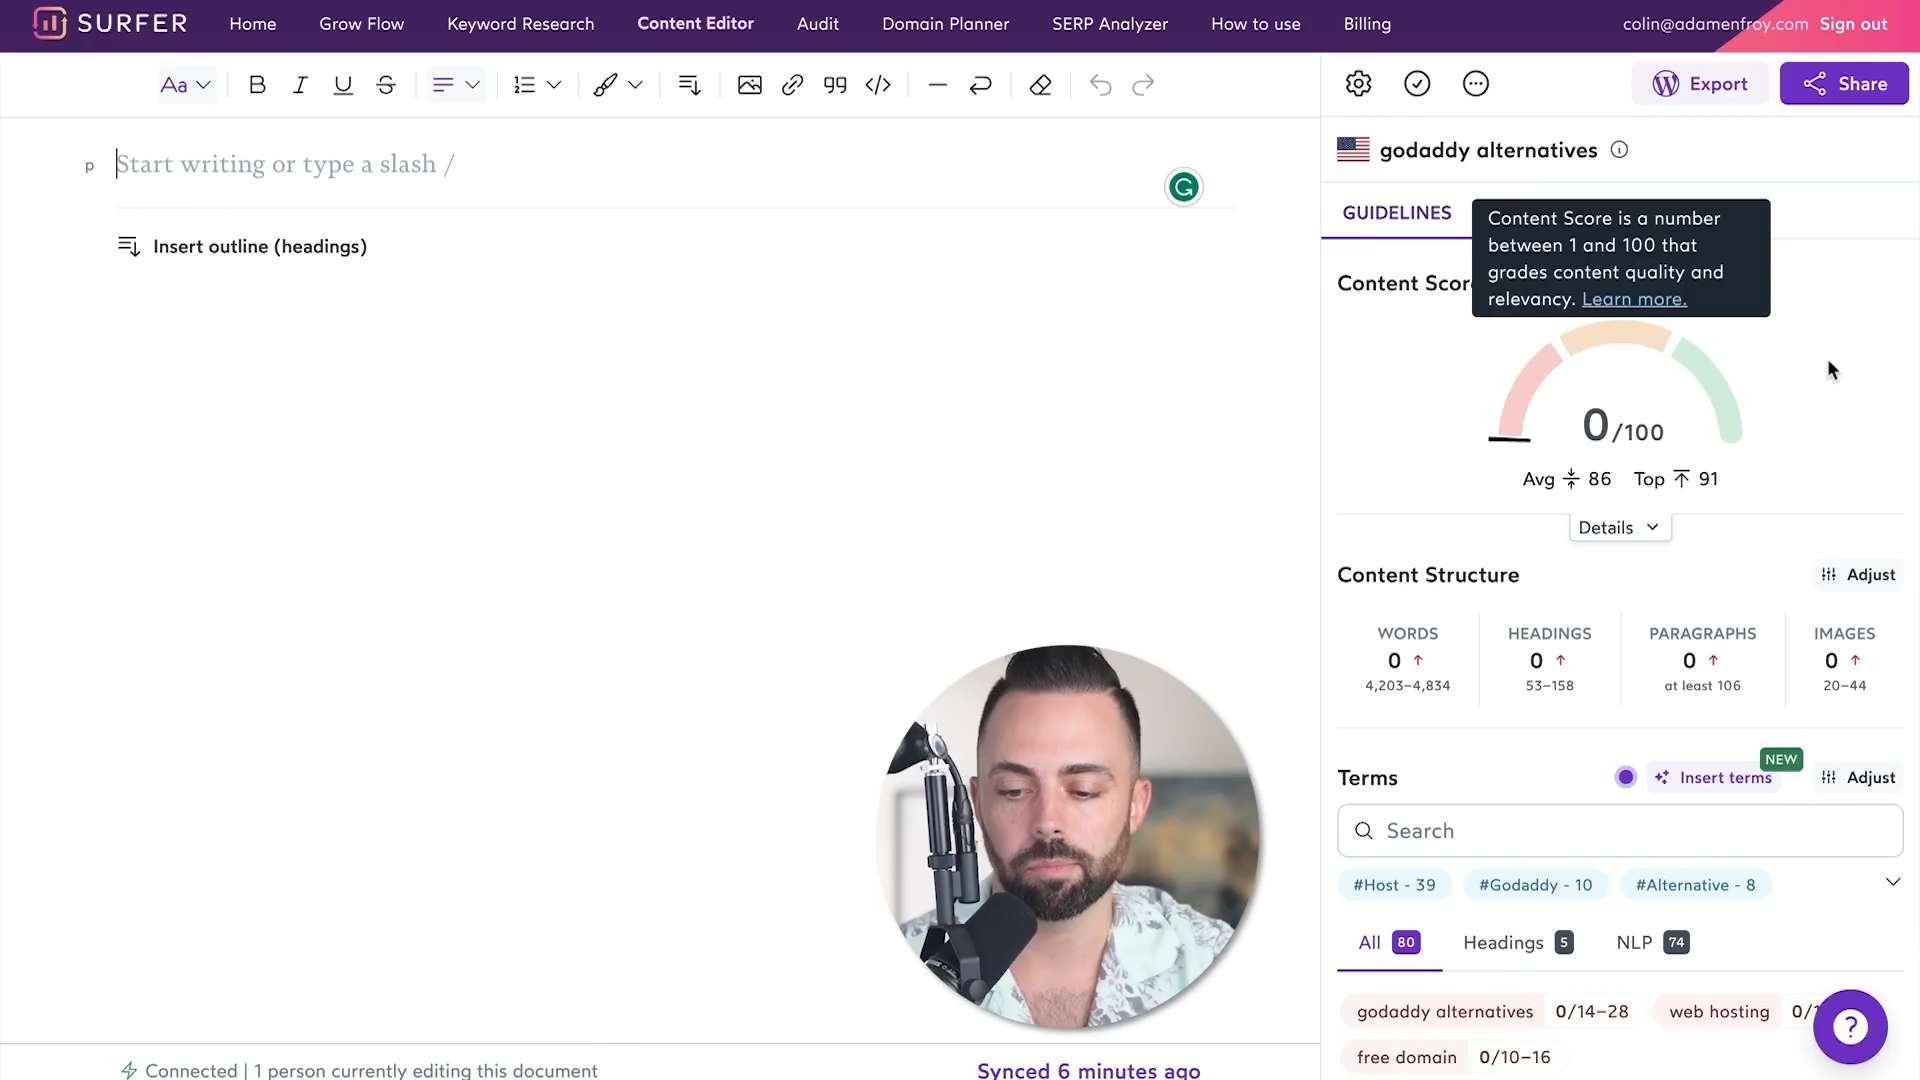 SURFER Home Grow Flow Keyword Research Content Editor Audit Domain Planner SERP Analyzer How to use Billing colin@adamenfroy.com Sign out
Aa B I U S Export Share
p Start writing or type a slash /
Insert outline (headings)
godaddy alternatives
GUIDELINES
Content Score is a number
between 1 and 100 that
grades content quality and
relevancy. Learn more.
Content Scor
0/100
Avg 86 Top 91
Details
Content Structure Adjust
WORDS HEADINGS PARAGRAPHS IMAGES
0 0 0 0
4,203–4,834 53–158 at least 106 20–44
NEW
Terms Insert terms Adjust
Search
#Host - 39 #Godaddy - 10 #Alternative - 8
All 80 Headings 5 NLP 74
godaddy alternatives 0/14–28 web hosting 0/1
free domain 0/10–16
?
Connected | 1 person currently editing this document Synced 6 minutes ago